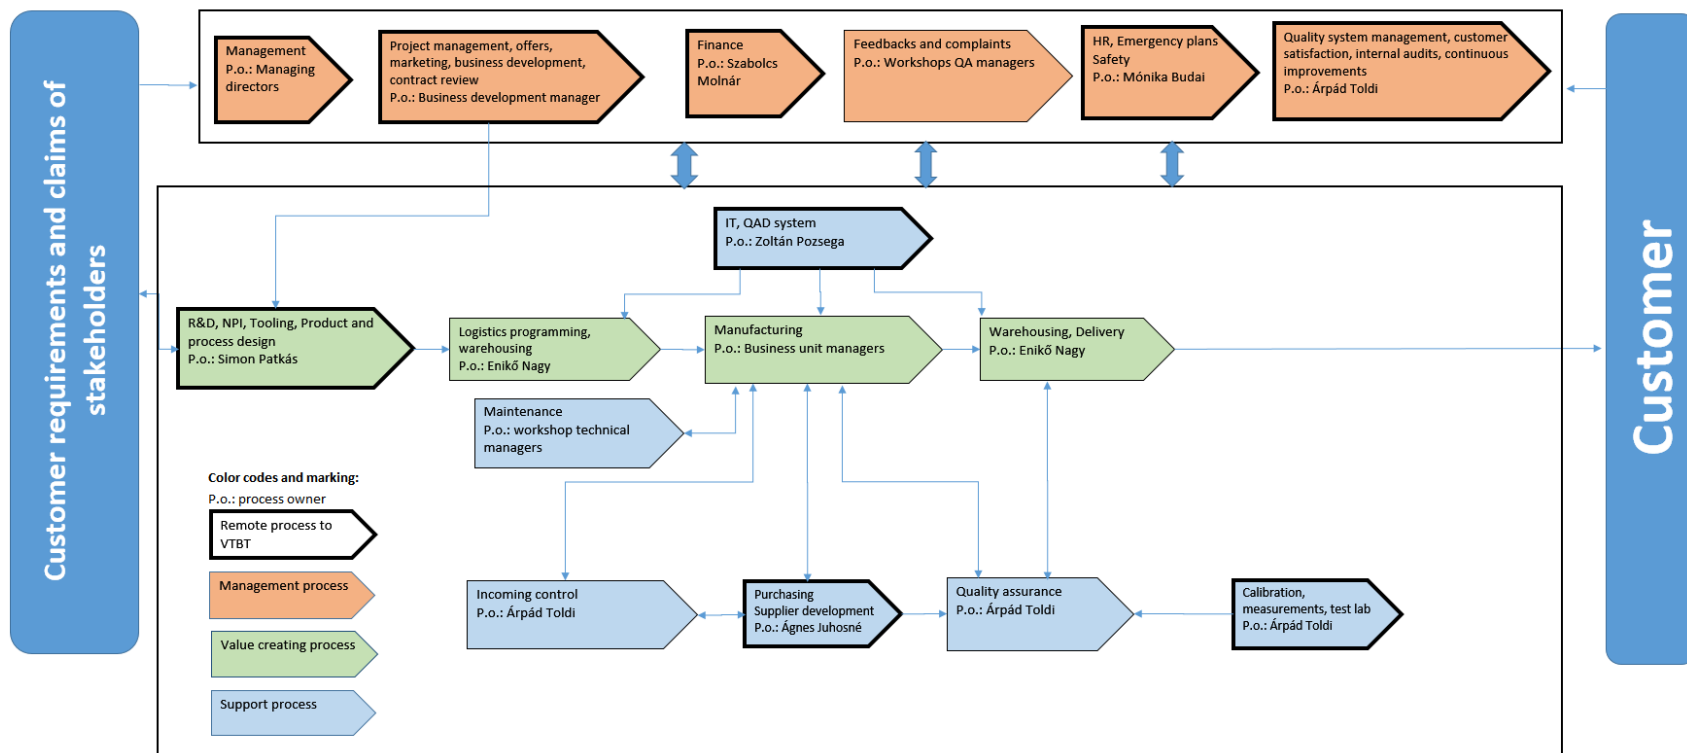 Customer requirements and claims of
stakeholders
Management
P.o.: Managing
directors
Project management, offers,
marketing, business development,
contract review
P.o.: Business development manager
Finance
P.o.: Szabolcs
Molnár
Feedbacks and complaints
P.o.: Workshops QA managers
HR, Emergency plans
Safety
P.o.: Mónika Budai
Quality system management, customer
satisfaction, internal audits, continuous
improvements
P.o.: Árpád Toldi
Customer
IT, QAD system
P.o.: Zoltán Pozsega
R&D, NPI, Tooling, Product and
process design
P.o.: Simon Patkás
Logistics programming,
warehousing
P.o.: Enikő Nagy
Manufacturing
P.o.: Business unit managers
Warehousing, Delivery
P.o.: Enikő Nagy
Maintenance
P.o.: workshop technical
managers
Color codes and marking:
P.o.: process owner
Remote process to
VTBT
Management process
Value creating process
Support process
Incoming control
P.o.: Árpád Toldi
Purchasing
Supplier development
P.o.: Ágnes Juhosné
Quality assurance
P.o.: Árpád Toldi
Calibration,
measurements, test lab
P.o.: Árpád Toldi